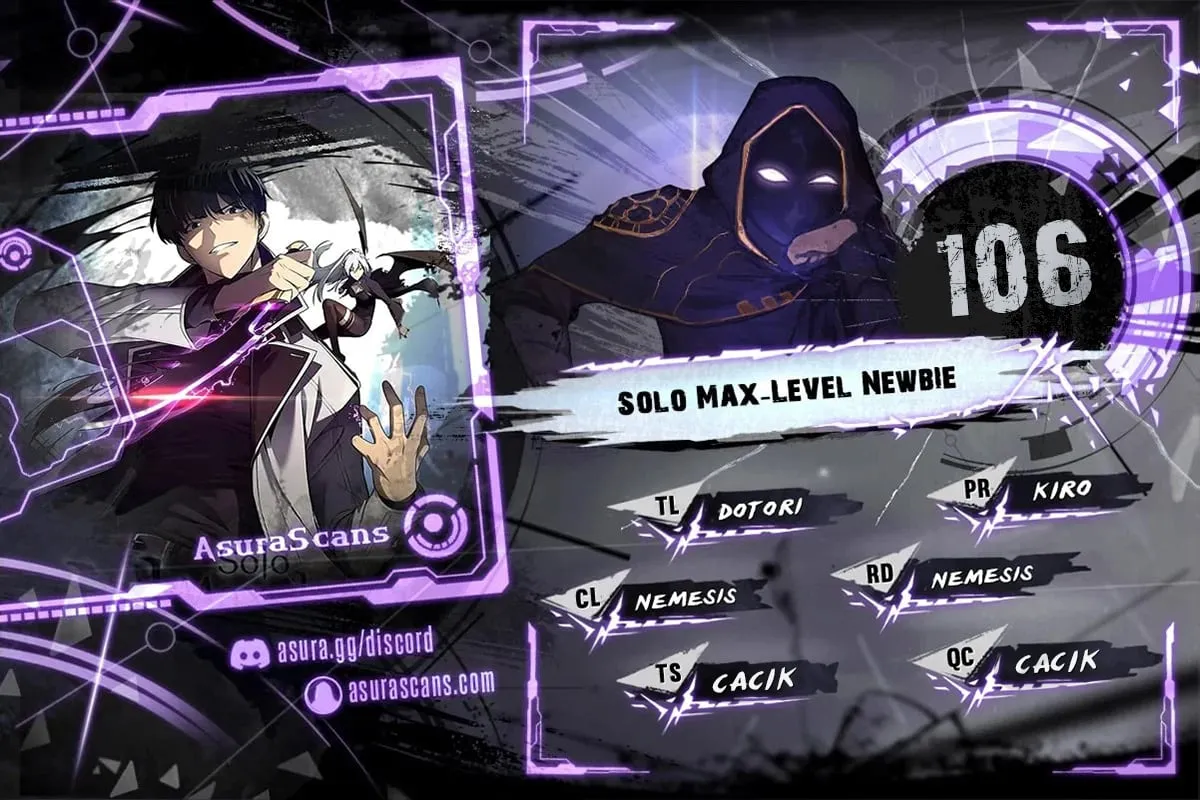 106
SOLO MAX-LEVEL NEWBIE
TL DOTORI
PR KIRO
CL NEMESIS
RD NEMESIS
TS CACIK
QC CACIK
AsuraScans
Solo
asura.gg/discord
asurascans.com